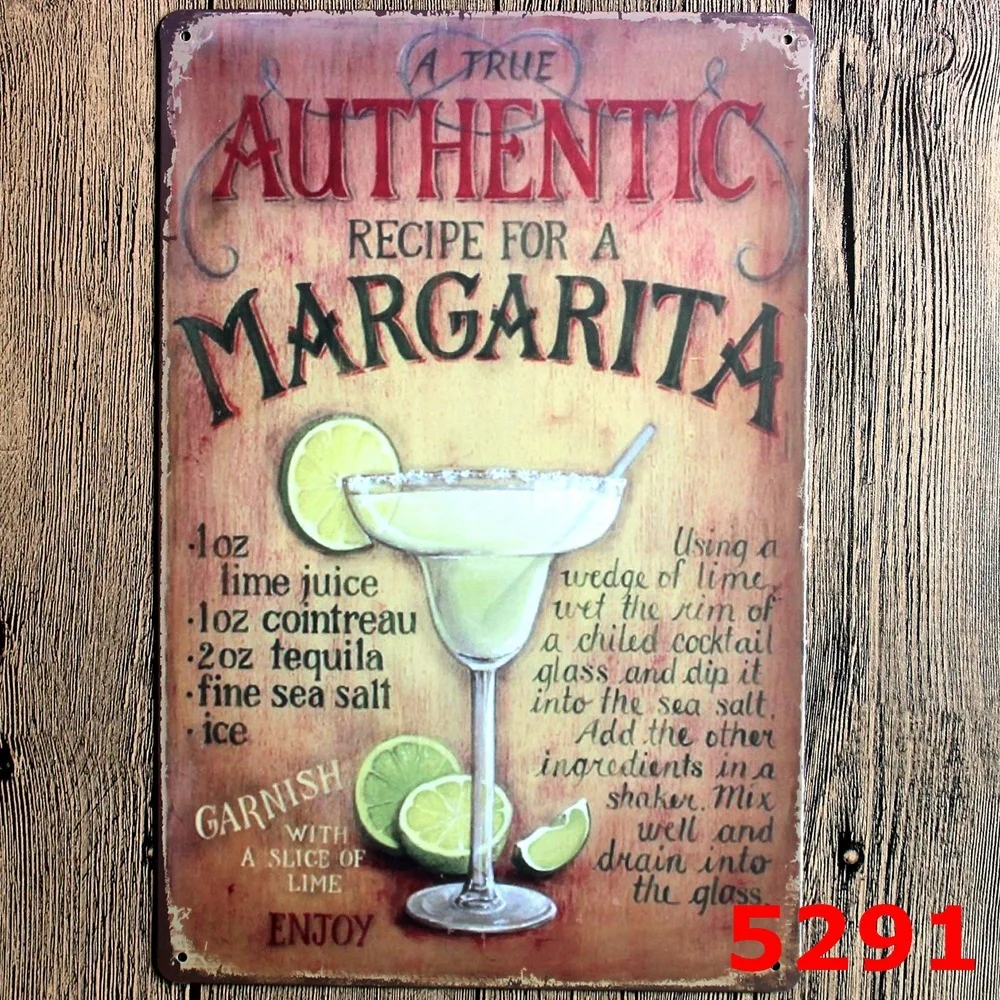 A TRUE
AUTHENTIC
RECIPE FOR A
MARGARITA
·1oz
lime juice
·1oz cointreau
·2oz tequila
·fine sea salt
·ice
GARNISH
WITH
A SLICE OF
LIME
ENJOY
Using a
wedge of lime,
wet the rim of
a chiled cocktail
glass and dip it
into the sea salt.
Add the other
ingredients in a
shaker. Mix
well and
drain into
the glass.
5291